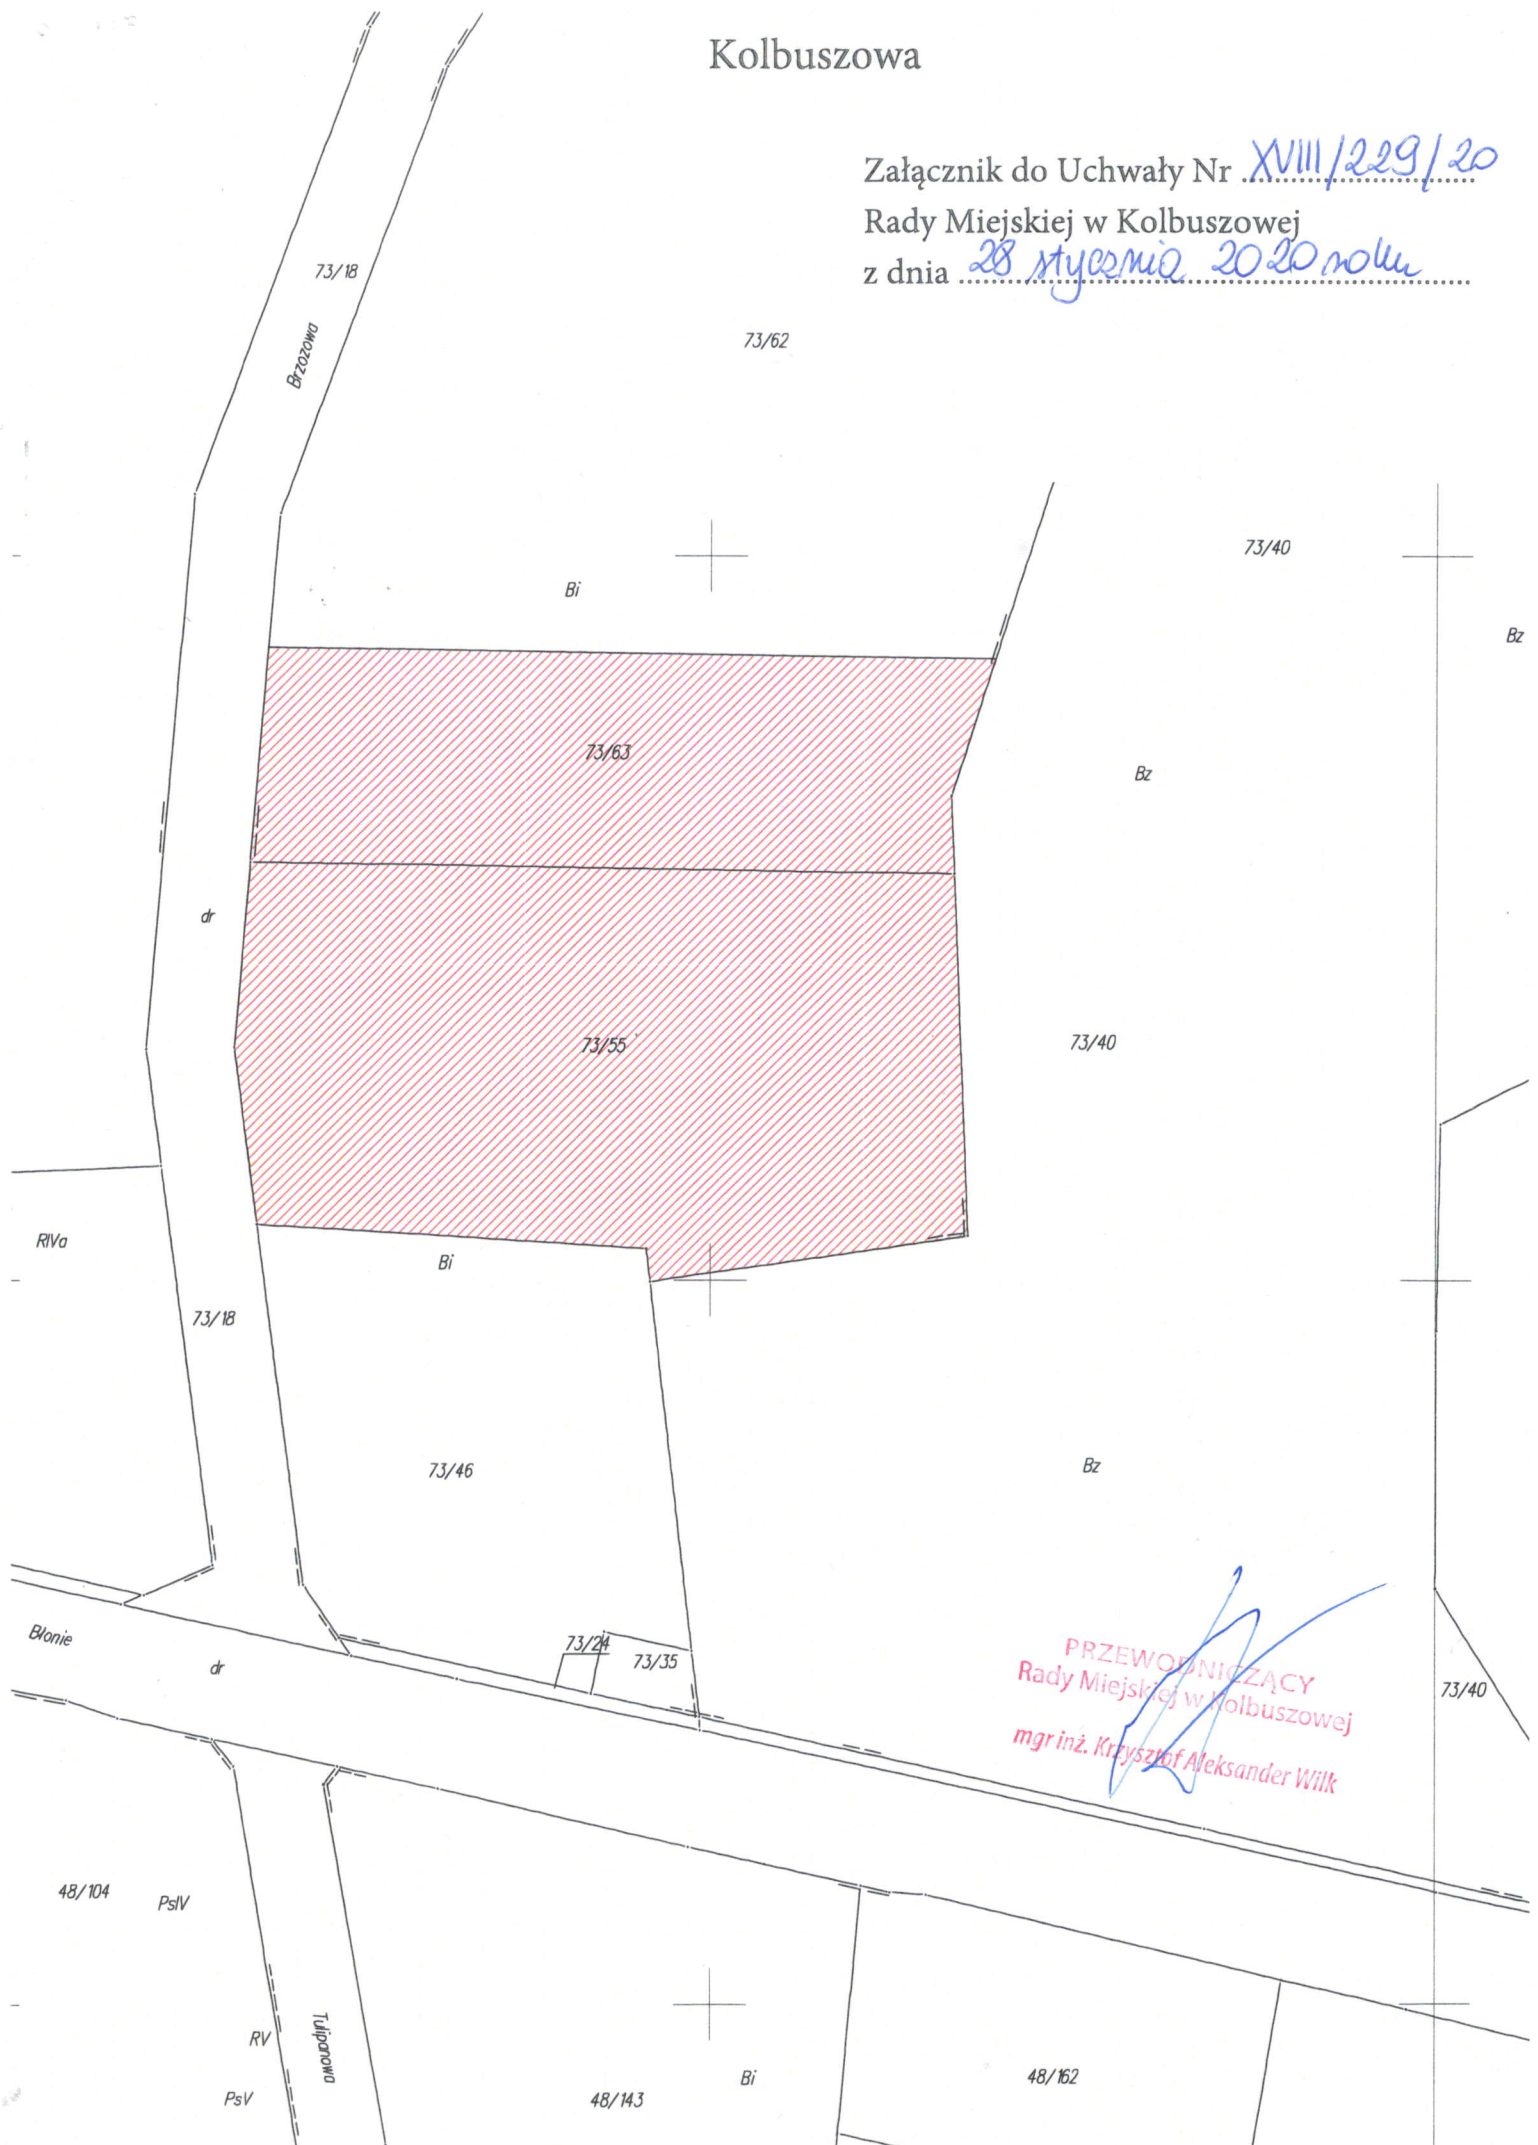 Kolbuszowa
Załącznik do Uchwały Nr XVIII/229/20
Rady Miejskiej w Kolbuszowej
z dnia 28 stycznia 2020 roku
73/18
Brzozowa
73/62
73/40
Bi
Bz
73/63
Bz
dr
73/55
73/40
RIVa
Bi
73/18
73/46
Bz
Błonie
dr
73/24
73/35
73/40
PRZEWODNICZĄCY
Rady Miejskiej w Kolbuszowej
mgr inż. Krzysztof Aleksander Wilk
48/104
PsIV
Tulipanowa
RV
PsV
48/143
Bi
48/162